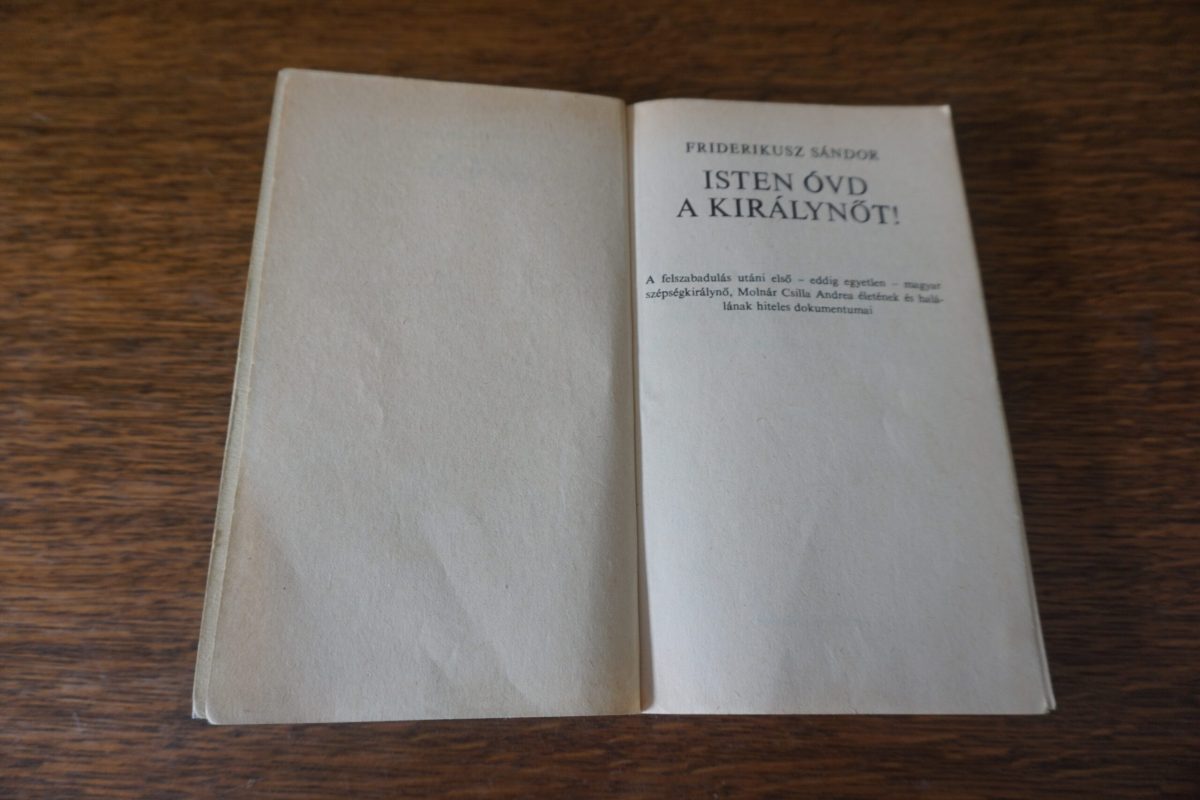 FRIDERIKUSZ SÁNDOR
ISTEN ÓVD
A KIRÁLYNŐT!
A felszabadulás utáni első – eddig egyetlen – magyar
szépségkirálynő, Molnár Csilla Andrea életének és halá-
lának hiteles dokumentumai